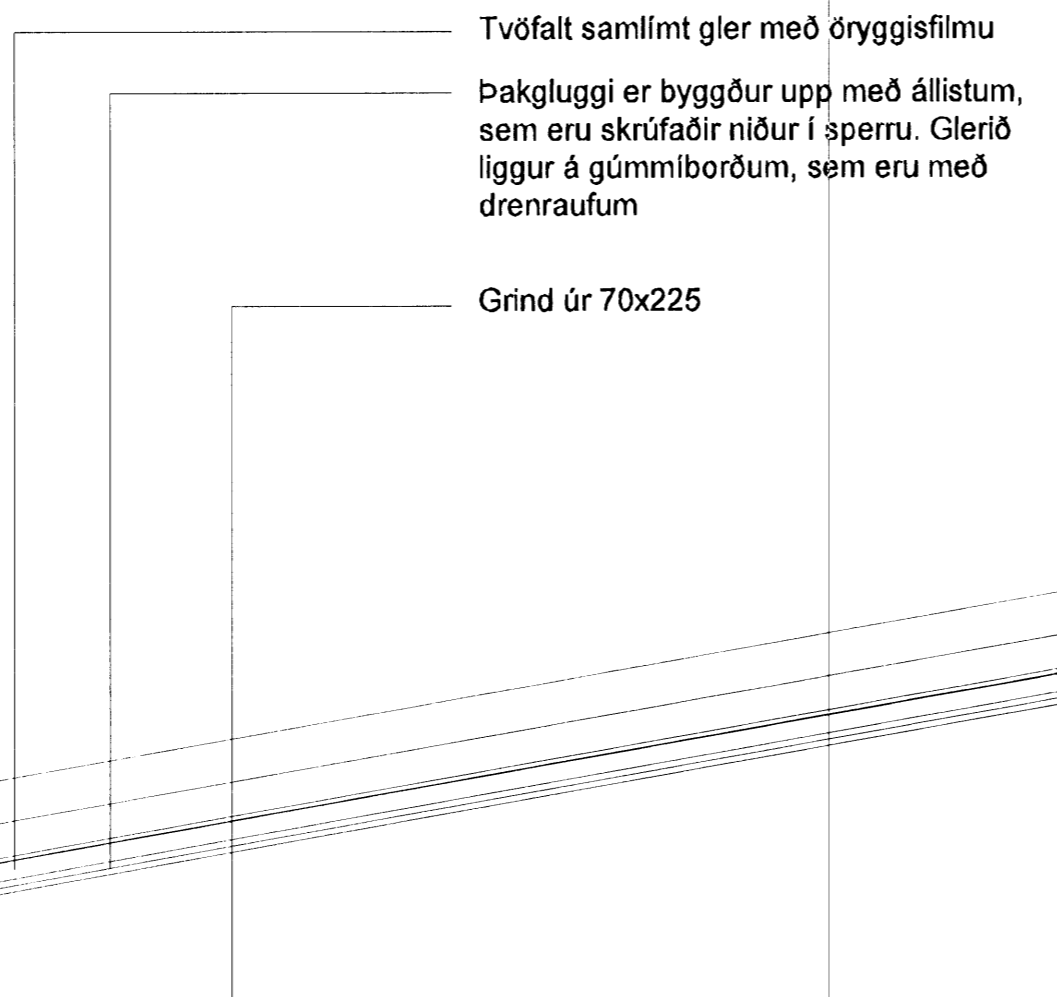 Tvöfalt samlímt gler með öryggisfilmu
Þakgluggi er byggður upp með állistum,
sem eru skrúfaðir niður í sperru. Glerið
liggur á gúmmíborðum, sem eru með
drenraufum
Grind úr 70x225